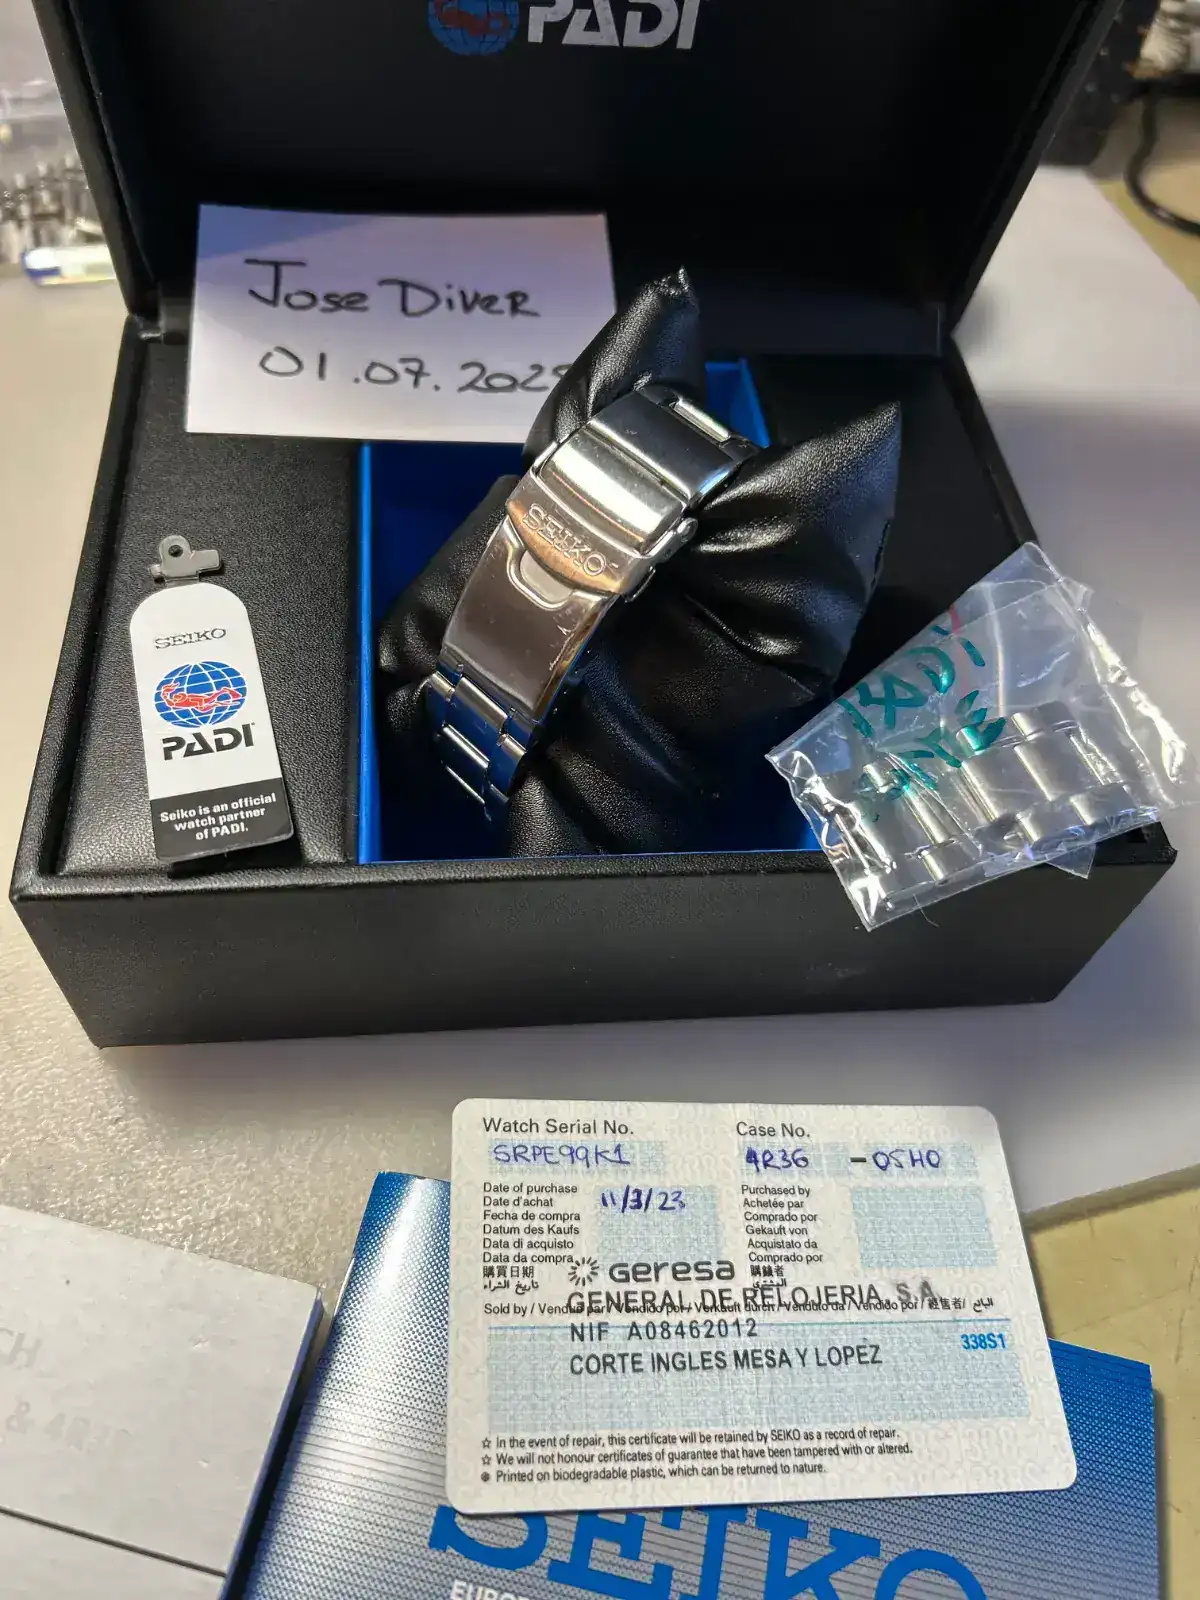 PADI
Jose Diver
01.07.202
SEIKO
SEIKO
PADI
Seiko is an official
watch partner
of PADI.
Watch Serial No.
SRPE99K1
Case No.
4R36 -05H0
Date of purchase
Date d'achat
Fecha de compra
Datum des Kaufs
Data di acquisto
Data da compra
購買日期
تاريخ الشراء
11/3/23
Purchased by
Achetée par
Comprado por
Gekauft von
Acquistato da
Comprado por
購錶者
المشتري
Geresa
GENERAL DE RELOJERIA, S.A.
Sold by / Vendu par / Vendido por / Verkauft durch / Venduto da / Vendido por / 經售者/ البائع
NIF A08462012
338S1
CORTE INGLES MESA Y LOPEZ
☆ In the event of repair, this certificate will be retained by SEIKO as a record of repair.
☆ We will not honour certificates of guarantee that have been tampered with or altered.
❋ Printed on biodegradable plastic, which can be returned to nature.
CH
SEIKO